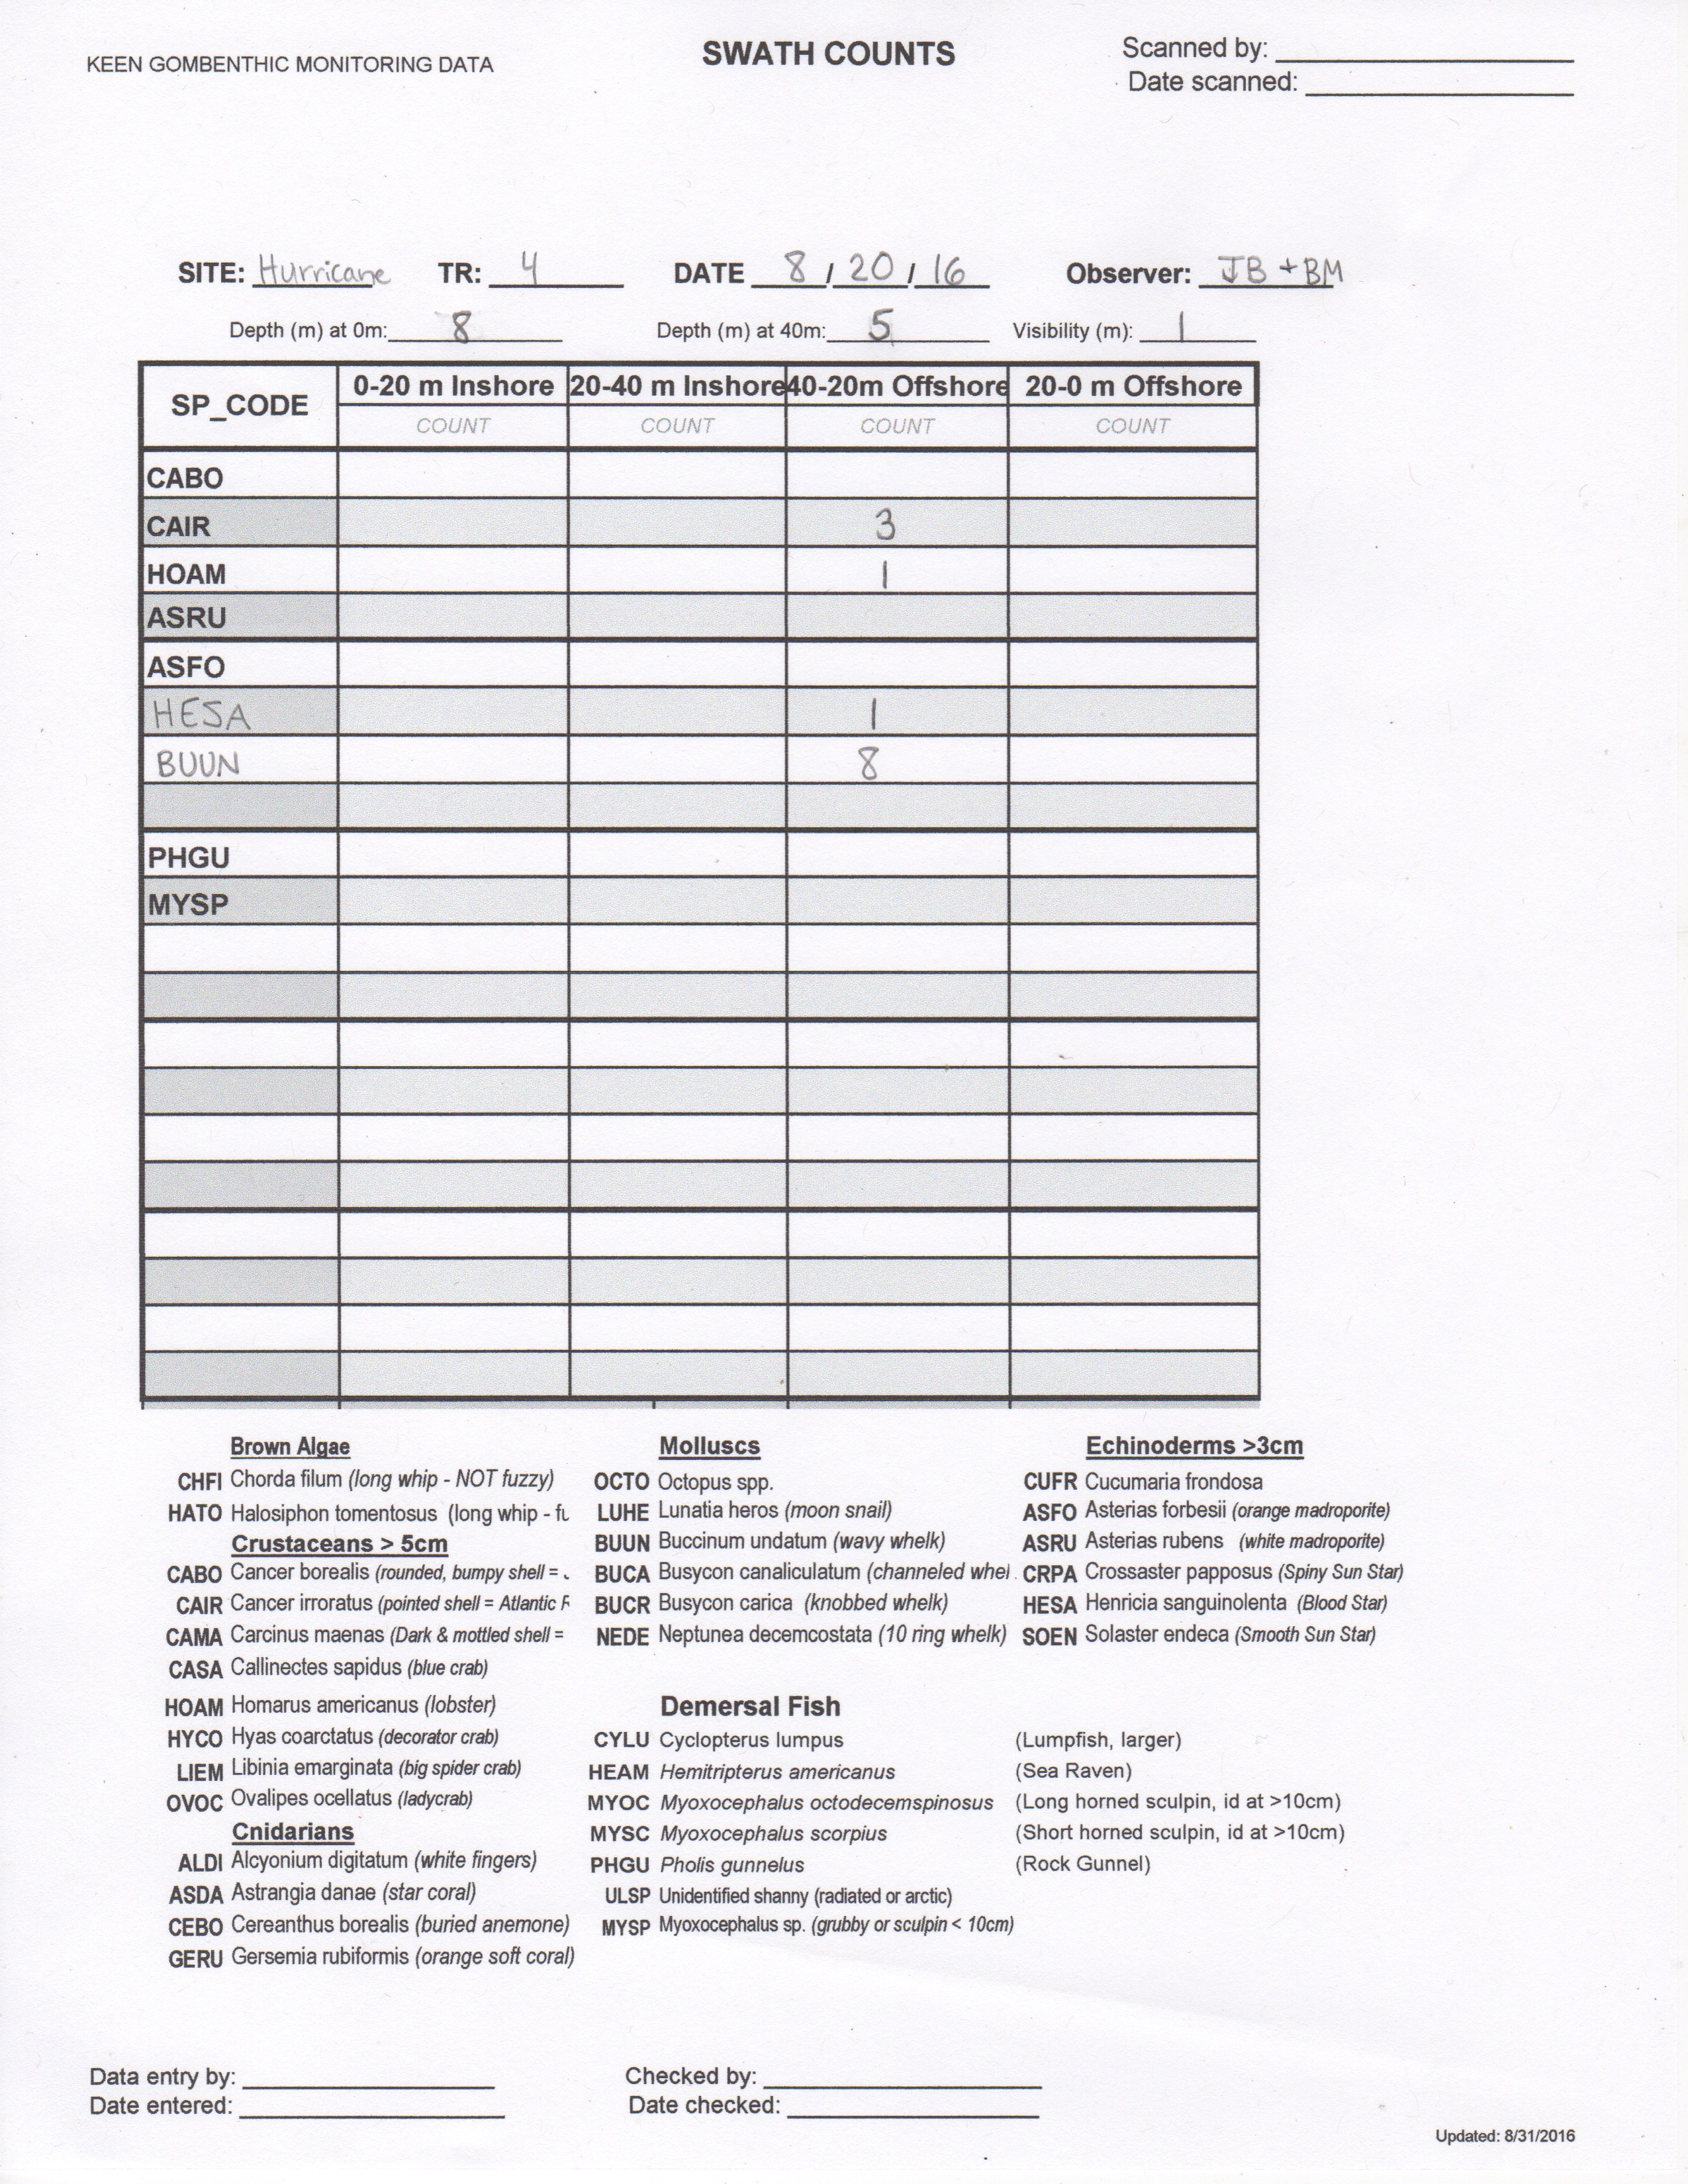 KEEN GOMBENTHIC MONITORING DATA
SWATH COUNTS
Scanned by:
Date scanned:
SITE: Hurricane TR: 4 DATE 8 / 20 / 16 Observer: JB + BM
Depth (m) at 0m: 8 Depth (m) at 40m: 5 Visibility (m): 1
SP_CODE 0-20 m Inshore 20-40 m Inshore 40-20m Offshore 20-0 m Offshore
COUNT COUNT COUNT COUNT
CABO
CAIR 3
HOAM 1
ASRU
ASFO
HESA 1
BUUN 8
PHGU
MYSP
Brown Algae
CHFI Chorda filum (long whip - NOT fuzzy)
HATO Halosiphon tomentosus (long whip - fu
Crustaceans > 5cm
CABO Cancer borealis (rounded, bumpy shell =
CAIR Cancer irroratus (pointed shell = Atlantic
CAMA Carcinus maenas (Dark & mottled shell =
CASA Callinectes sapidus (blue crab)
HOAM Homarus americanus (lobster)
HYCO Hyas coarctatus (decorator crab)
LIEM Libinia emarginata (big spider crab)
OVOC Ovalipes ocellatus (ladycrab)
Cnidarians
ALDI Alcyonium digitatum (white fingers)
ASDA Astrangia danae (star coral)
CEBO Cereanthus borealis (buried anemone)
GERU Gersemia rubiformis (orange soft coral)
Molluscs
OCTO Octopus spp.
LUHE Lunatia heros (moon snail)
BUUN Buccinum undatum (wavy whelk)
BUCA Busycon canaliculatum (channeled whel
BUCR Busycon carica (knobbed whelk)
NEDE Neptunea decemcostata (10 ring whelk)
Echinoderms >3cm
CUFR Cucumaria frondosa
ASFO Asterias forbesii (orange madroporite)
ASRU Asterias rubens (white madroporite)
CRPA Crossaster papposus (Spiny Sun Star)
HESA Henricia sanguinolenta (Blood Star)
SOEN Solaster endeca (Smooth Sun Star)
Demersal Fish
CYLU Cyclopterus lumpus (Lumpfish, larger)
HEAM Hemitripterus americanus (Sea Raven)
MYOC Myoxocephalus octodecemspinosus (Long horned sculpin, id at >10cm)
MYSC Myoxocephalus scorpius (Short horned sculpin, id at >10cm)
PHGU Pholis gunnelus (Rock Gunnel)
ULSP Unidentified shanny (radiated or arctic)
MYSP Myoxocephalus sp. (grubby or sculpin < 10cm)
Data entry by: Checked by:
Date entered: Date checked:
Updated: 8/31/2016